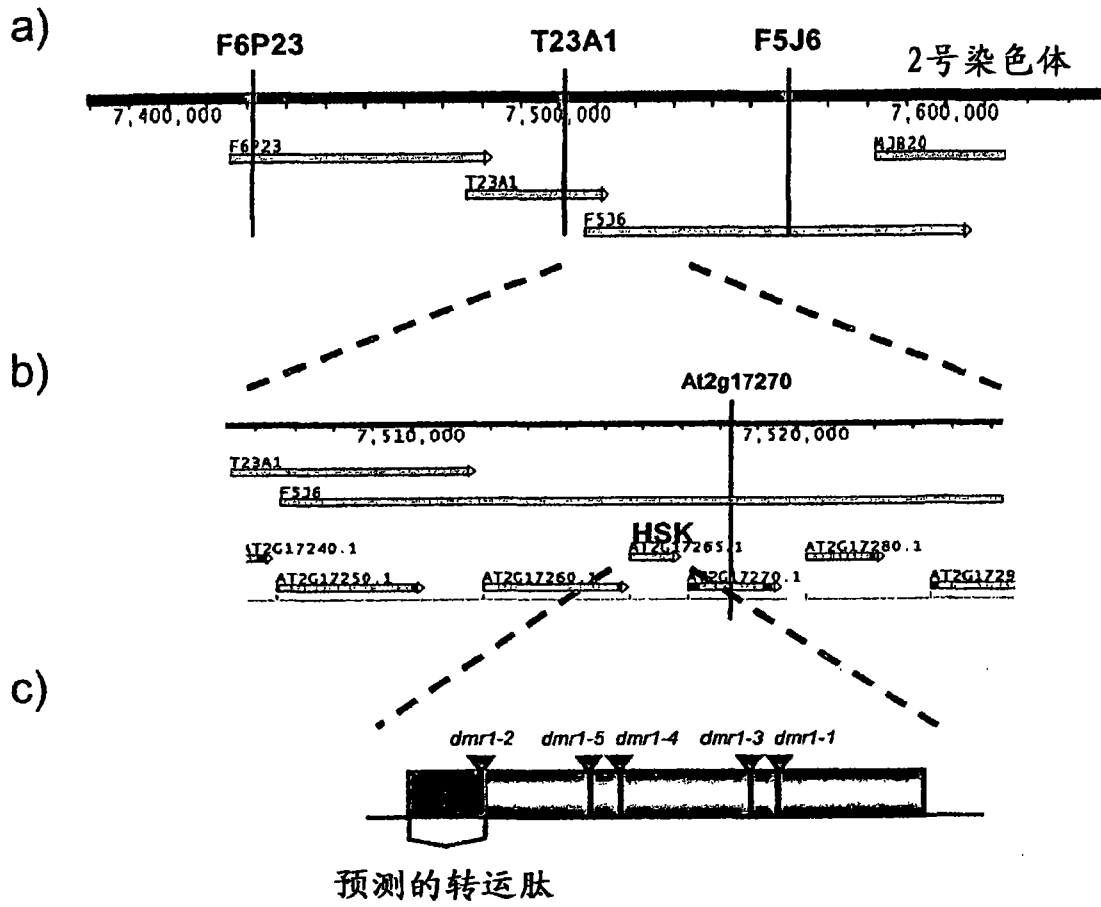 a)
F6P23 T23A1 F5J6
2号染色体
7,400,000 7,500,000 7,600,000
F6P23 MJB20
T23A1
F5J6
b)
At2g17270
7,510,000 7,520,000
T23A1
F5J6
HSK
AT2G17240.1 AT2G17265.1 AT2G17280.1
AT2G17250.1 AT2G17260.1 AT2G17270.1 AT2G1729
c)
dmr1-2 dmr1-5 dmr1-4 dmr1-3 dmr1-1
预测的转运肽